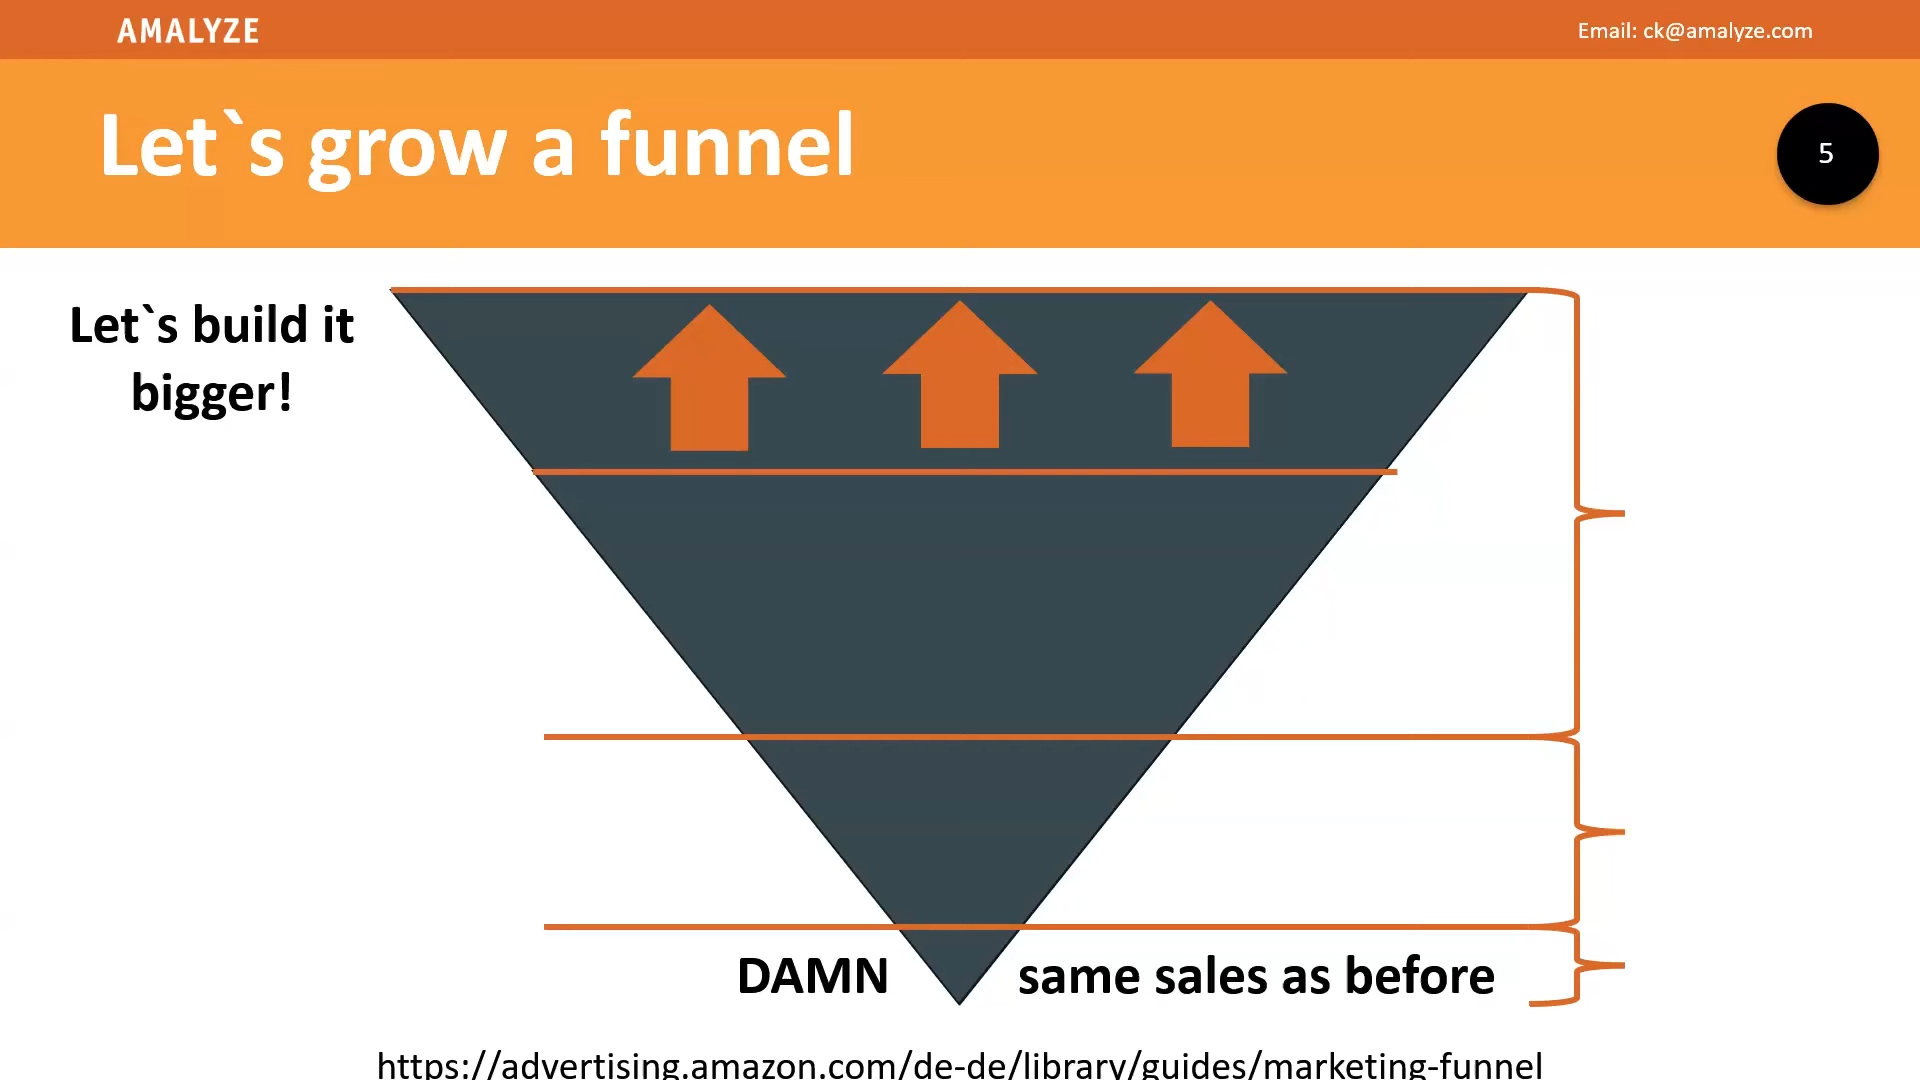 AMALYZE
Email: ck@amalyze.com
Let`s grow a funnel
5
Let`s build it
bigger!
DAMN
same sales as before
https://advertising.amazon.com/de-de/library/guides/marketing-funnel